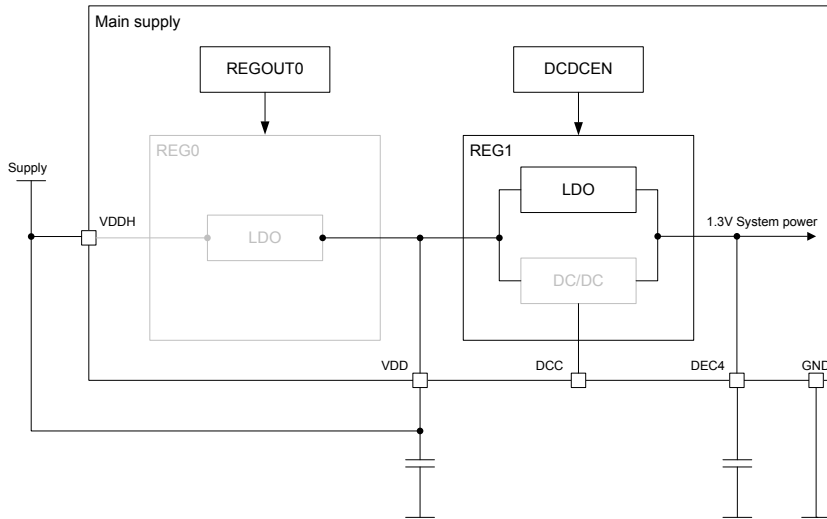 Main supply
REGOUT0
DCDCEN
REG0
REG1
Supply
LDO
VDDH
LDO
1.3V System power
DC/DC
VDD
DCC
DEC4
GND